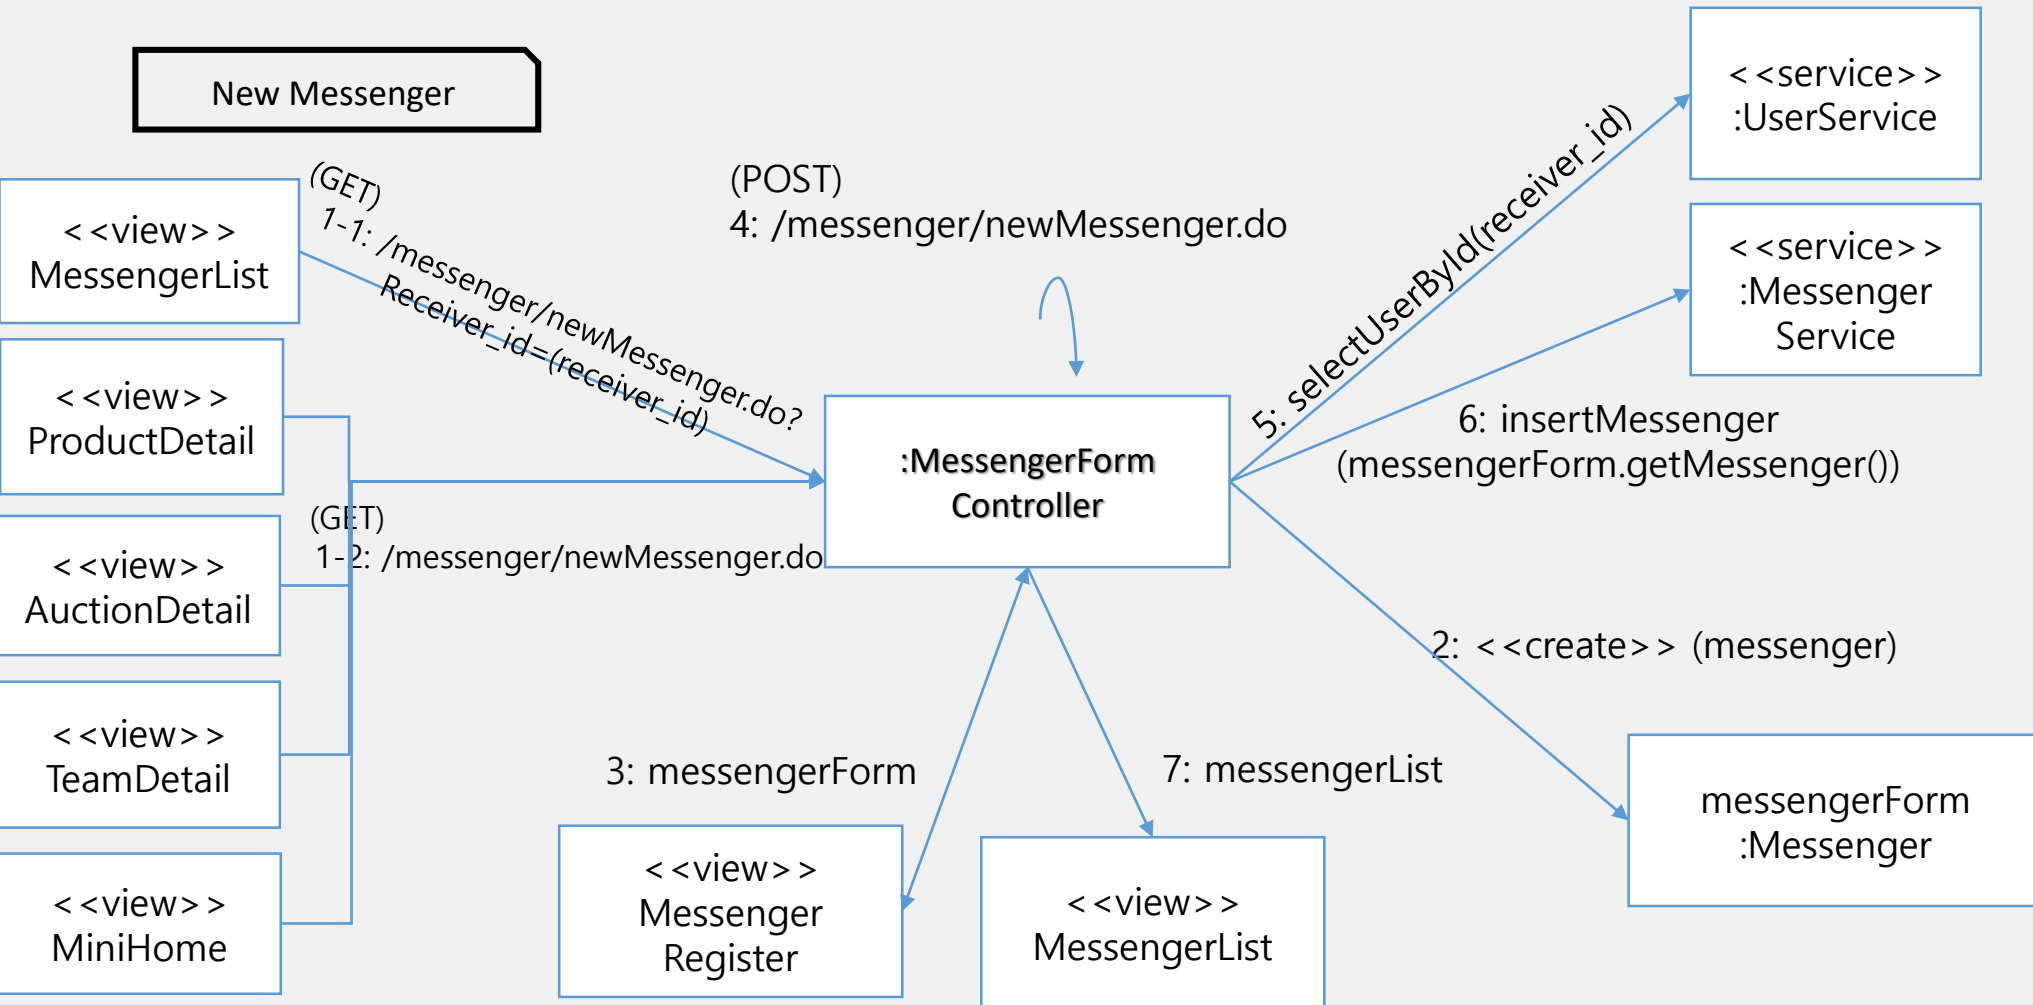 New Messenger
<<view>>
MessengerList
(GET)
1-1: /messenger/newMessenger.do?
Receiver_id=(receiver_id)
(POST)
4: /messenger/newMessenger.do
5: selectUserById(receiver_id)
<<service>>
:UserService
<<service>>
:Messenger
Service
<<view>>
ProductDetail
:MessengerForm
Controller
6: insertMessenger
(messengerForm.getMessenger())
(GET)
1-2: /messenger/newMessenger.do
<<view>>
AuctionDetail
2: <<create>> (messenger)
<<view>>
TeamDetail
3: messengerForm
7: messengerList
messengerForm
:Messenger
<<view>>
MiniHome
<<view>>
Messenger
Register
<<view>>
MessengerList